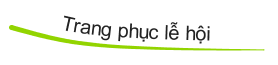 Trang phục lễ hội